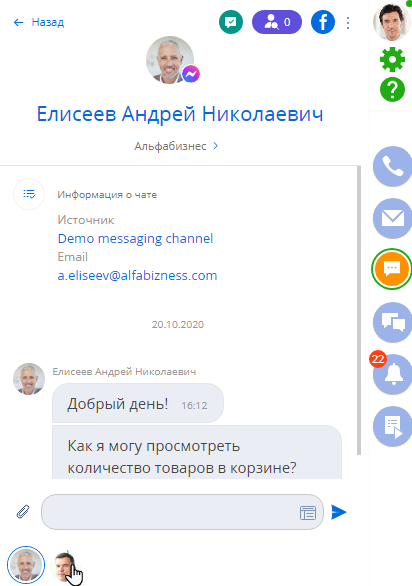 Назад
0
Елисеев Андрей Николаевич
Альфабизнес
Информация о чате
Источник
Demo messaging channel
Email
a.eliseev@alfabizness.com
20.10.2020
Елисеев Андрей Николаевич
Добрый день! 16:12
Как я могу просмотреть
количество товаров в корзине?
22